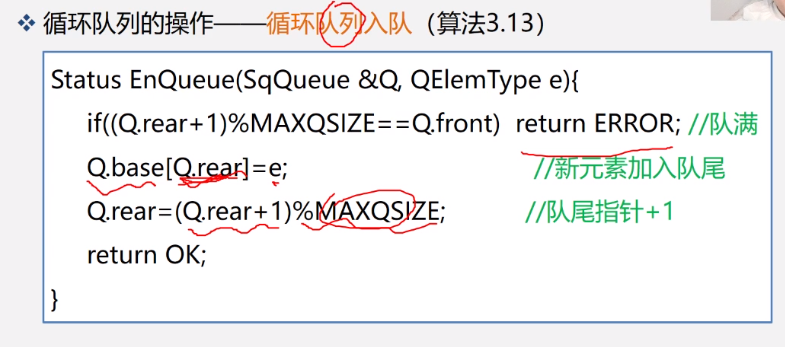 ❖ 循环队列的操作——循环队列入队（算法3.13）
Status EnQueue(SqQueue &Q, QElemType e){
if((Q.rear+1)%MAXQSIZE==Q.front) return ERROR; //队满
Q.base[Q.rear]=e; //新元素加入队尾
Q.rear=(Q.rear+1)%MAXQSIZE; //队尾指针+1
return OK;
}